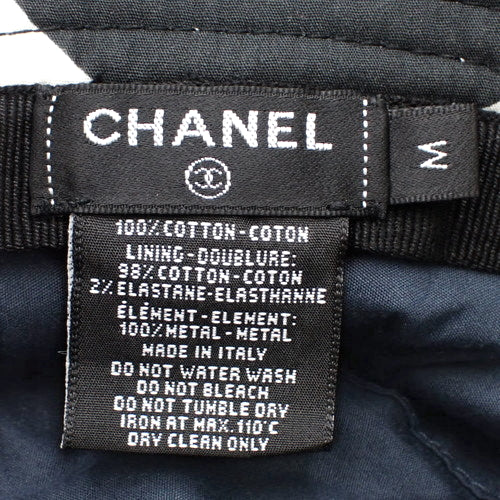 CHANEL
M
100% COTTON-COTON
LINING-DOUBLURE:
98% COTTON-COTON
2% ELASTANE-ELASTHANNE
ÉLÉMENT-ELEMENT:
100% METAL-METAL
MADE IN ITALY
DO NOT WATER WASH
DO NOT BLEACH
DO NOT TUMBLE DRY
IRON AT MAX.110°C
DRY CLEAN ONLY